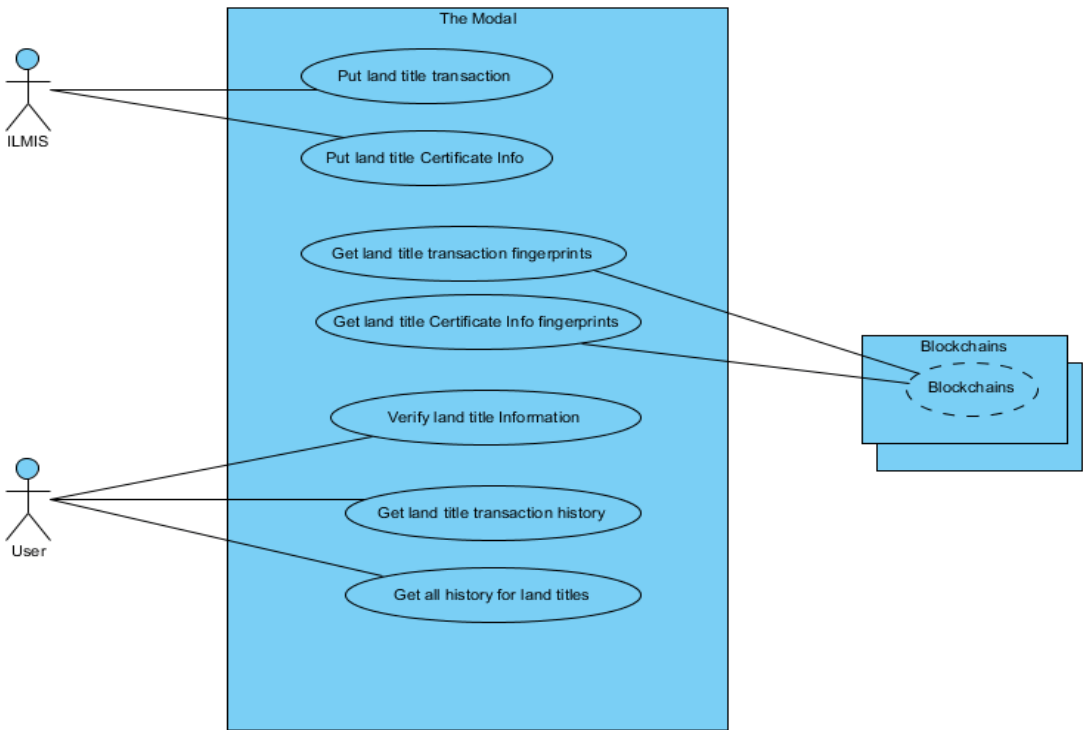 The Modal
Put land title transaction
ILMIS
Put land title Certificate Info
Get land title transaction fingerprints
Get land title Certificate Info fingerprints
Blockchains
Blockchains
Verify land title Information
Get land title transaction history
User
Get all history for land titles